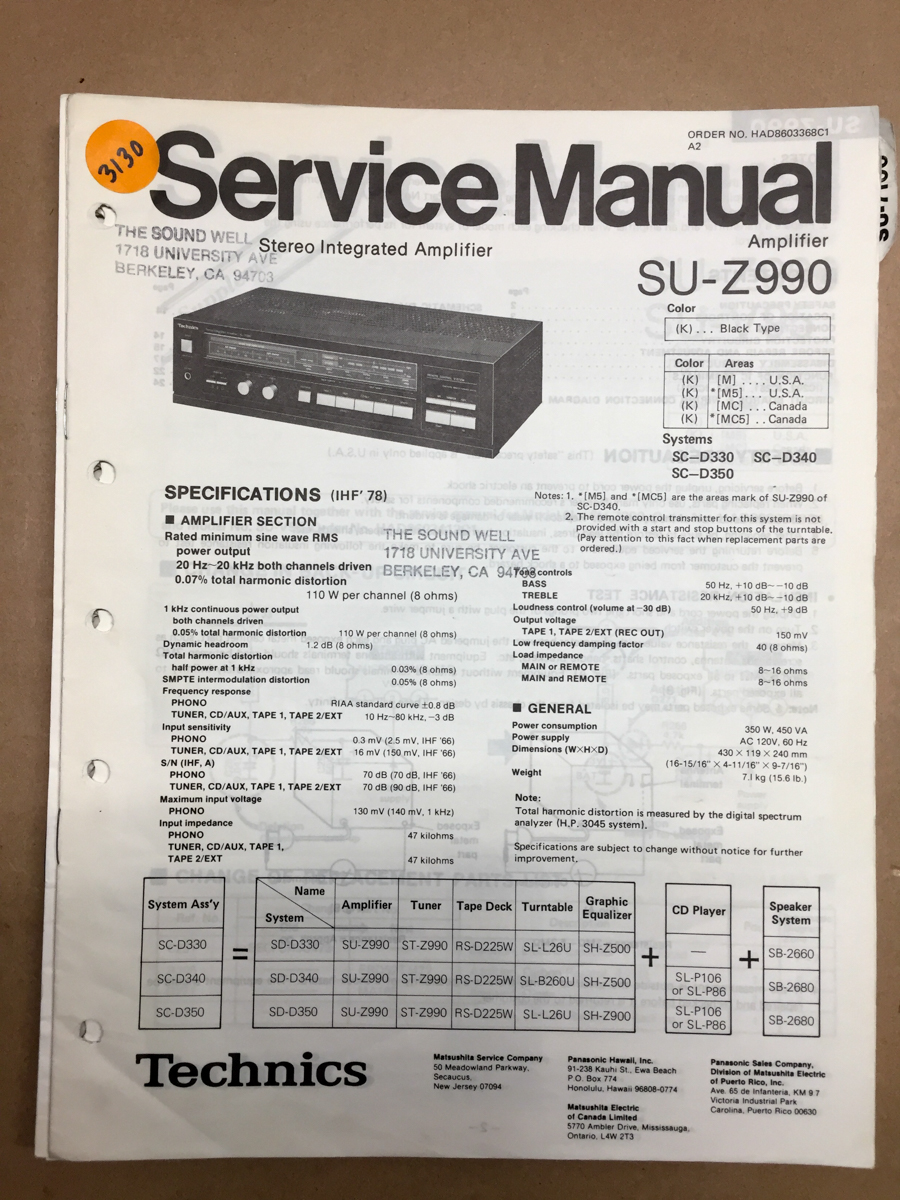 ORDER NO. HAD8603368C1
A2
3130
Service Manual
THE SOUND WELL
1718 UNIVERSITY AVE
BERKELEY, CA 94703
Stereo Integrated Amplifier
Amplifier
SU-Z990
Technics
Color
(K) . . . Black Type
Color Areas
(K) [M] . . . . U.S.A.
(K) *[M5] . . . U.S.A.
(K) [MC] . . . Canada
(K) *[MC5] . . Canada
Systems
SC—D330 SC—D340
SC—D350
Notes: 1. *[M5] and *[MC5] are the areas mark of SU-Z990 of
SC-D340.
2. The remote control transmitter for this system is not
provided with a start and stop buttons of the turntable.
(Pay attention to this fact when replacement parts are
ordered.)
SPECIFICATIONS (IHF’ 78)
■ AMPLIFIER SECTION
Rated minimum sine wave RMS
power output
20 Hz~20 kHz both channels driven
0.07% total harmonic distortion
110 W per channel (8 ohms)
THE SOUND WELL
1718 UNIVERSITY AVE
BERKELEY, CA 94703
1 kHz continuous power output
both channels driven
0.05% total harmonic distortion 110 W per channel (8 ohms)
Dynamic headroom 1.2 dB (8 ohms)
Total harmonic distortion
half power at 1 kHz 0.03% (8 ohms)
SMPTE intermodulation distortion 0.05% (8 ohms)
Frequency response
PHONO RIAA standard curve ±0.8 dB
TUNER, CD/AUX, TAPE 1, TAPE 2/EXT 10 Hz~80 kHz, −3 dB
Input sensitivity
PHONO 0.3 mV (2.5 mV, IHF ’66)
TUNER, CD/AUX, TAPE 1, TAPE 2/EXT 16 mV (150 mV, IHF ’66)
S/N (IHF, A)
PHONO 70 dB (70 dB, IHF ’66)
TUNER, CD/AUX, TAPE 1, TAPE 2/EXT 70 dB (90 dB, IHF ’66)
Maximum input voltage
PHONO 130 mV (140 mV, 1 kHz)
Input impedance
PHONO 47 kilohms
TUNER, CD/AUX, TAPE 1,
TAPE 2/EXT 47 kilohms
Tone controls
BASS 50 Hz, +10 dB~−10 dB
TREBLE 20 kHz, +10 dB~−10 dB
Loudness control (volume at −30 dB) 50 Hz, +9 dB
Output voltage
TAPE 1, TAPE 2/EXT (REC OUT) 150 mV
Low frequency damping factor 40 (8 ohms)
Load impedance
MAIN or REMOTE 8~16 ohms
MAIN and REMOTE 8~16 ohms
■ GENERAL
Power consumption 350 W, 450 VA
Power supply AC 120V, 60 Hz
Dimensions (W×H×D) 430 × 119 × 240 mm
(16-15/16” × 4-11/16” × 9-7/16”)
Weight 7.1 kg (15.6 lb.)
Note:
Total harmonic distortion is measured by the digital spectrum
analyzer (H.P. 3045 system).
Specifications are subject to change without notice for further
improvement.
System Ass’y Name System Amplifier Tuner Tape Deck Turntable Graphic Equalizer CD Player Speaker System
SC-D330 = SD-D330 SU-Z990 ST-Z990 RS-D225W SL-L26U SH-Z500 + — + SB-2660
SC-D340 SD-D340 SU-Z990 ST-Z990 RS-D225W SL-B260U SH-Z500 SL-P106 or SL-P86 SB-2680
SC-D350 SD-D350 SU-Z990 ST-Z990 RS-D225W SL-L26U SH-Z900 SL-P106 or SL-P86 SB-2680
Technics
Matsushita Service Company
50 Meadowland Parkway,
Secaucus,
New Jersey 07094
Panasonic Hawaii, Inc.
91-238 Kauhi St., Ewa Beach
P.O. Box 774
Honolulu, Hawaii 96808-0774
Matsushita Electric
of Canada Limited
5770 Ambler Drive, Mississauga,
Ontario, L4W 2T3
Panasonic Sales Company,
Division of Matsushita Electric
of Puerto Rico, Inc.
Ave. 65 de Infanteria, KM 9.7
Victoria Industrial Park
Carolina, Puerto Rico 00630